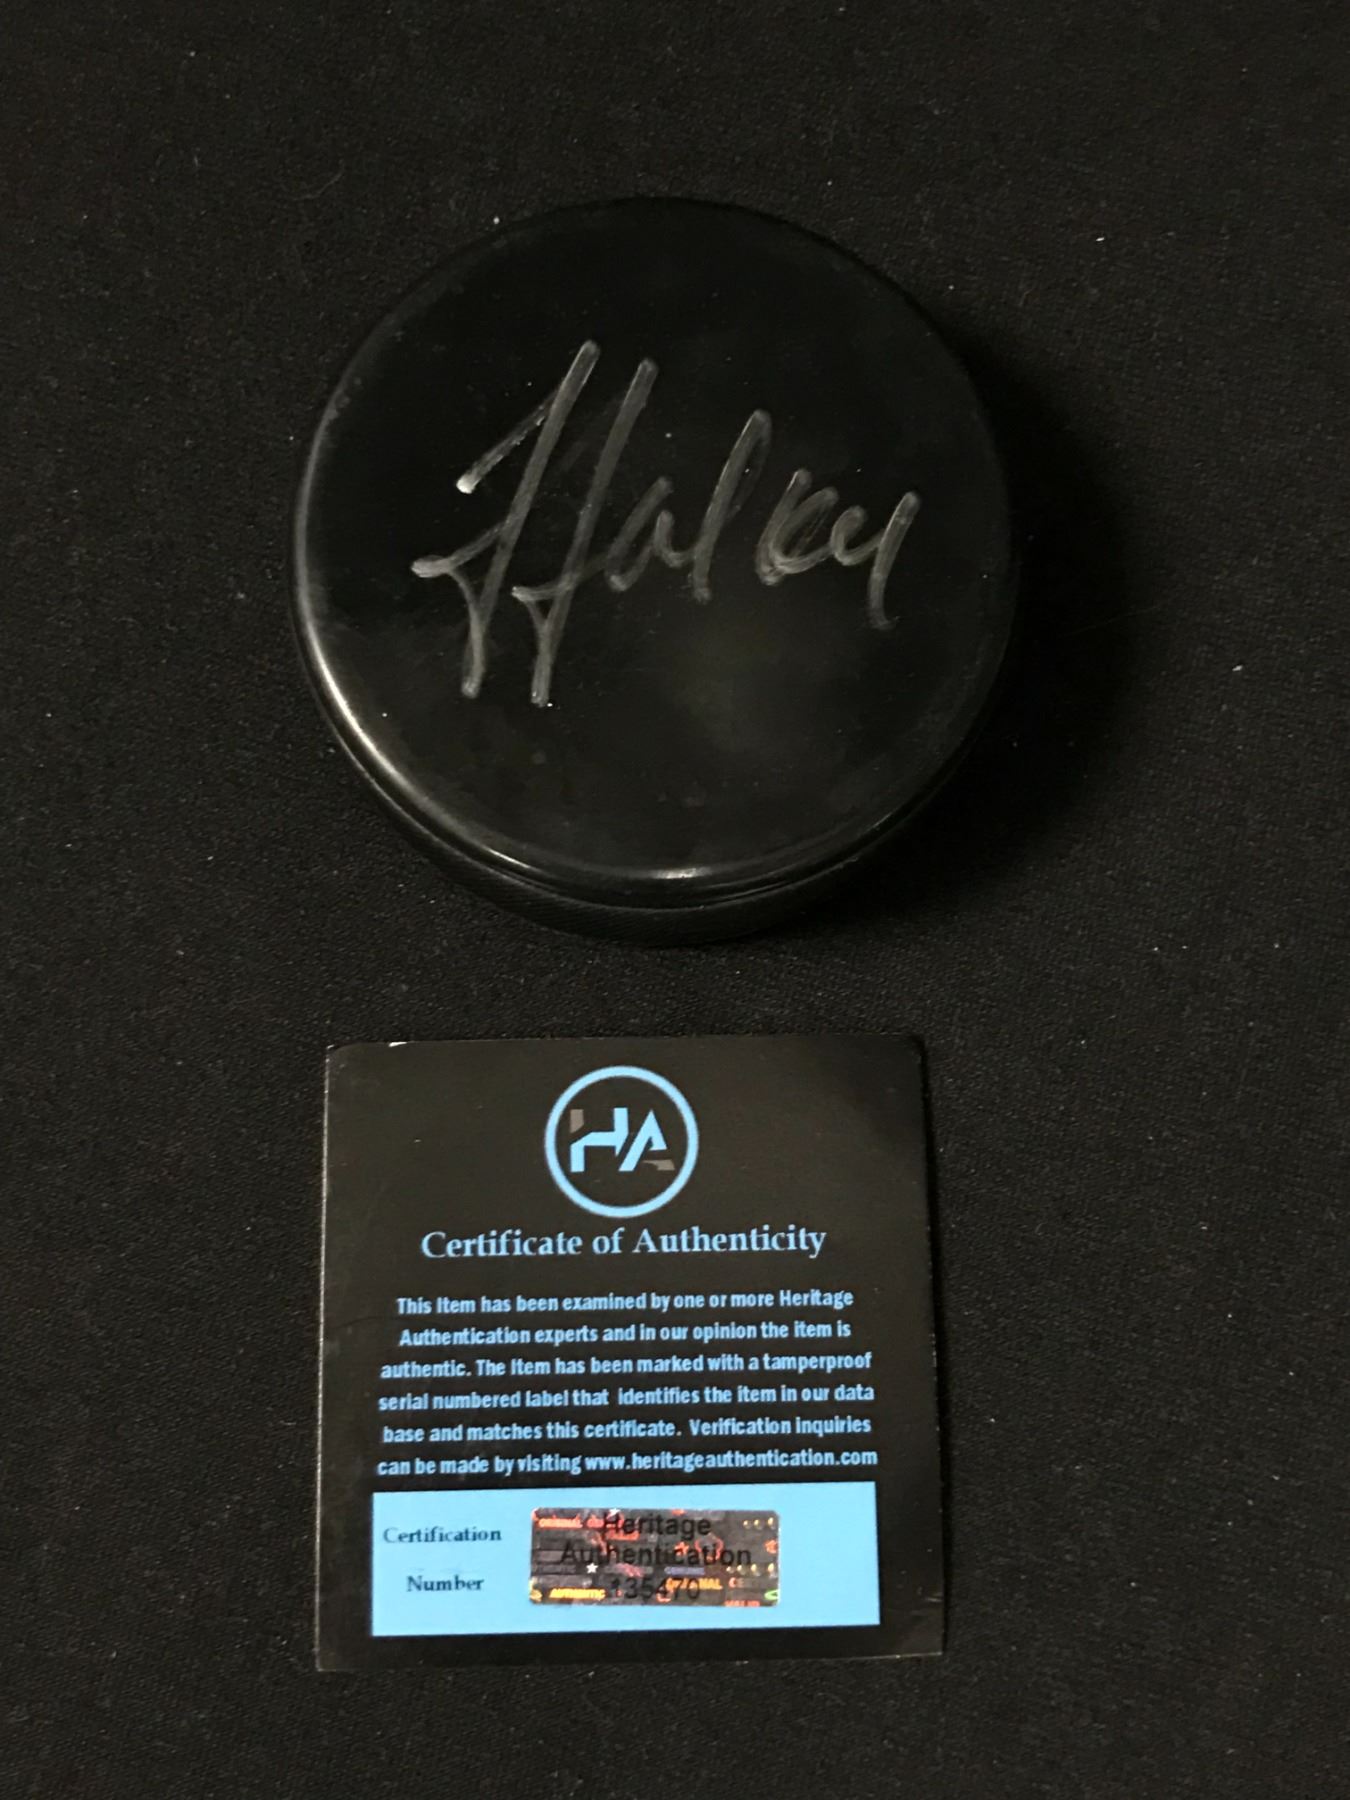 HA
Certificate of Authenticity
This Item has been examined by one or more Heritage
Authentication experts and in our opinion the item is
authentic. The Item has been marked with a tamperproof
serial numbered label that identifies the item in our data
base and matches this certificate. Verification Inquiries
can be made by visiting www.heritageauthentication.com
Certification
Number
Heritage
Authentication
135470